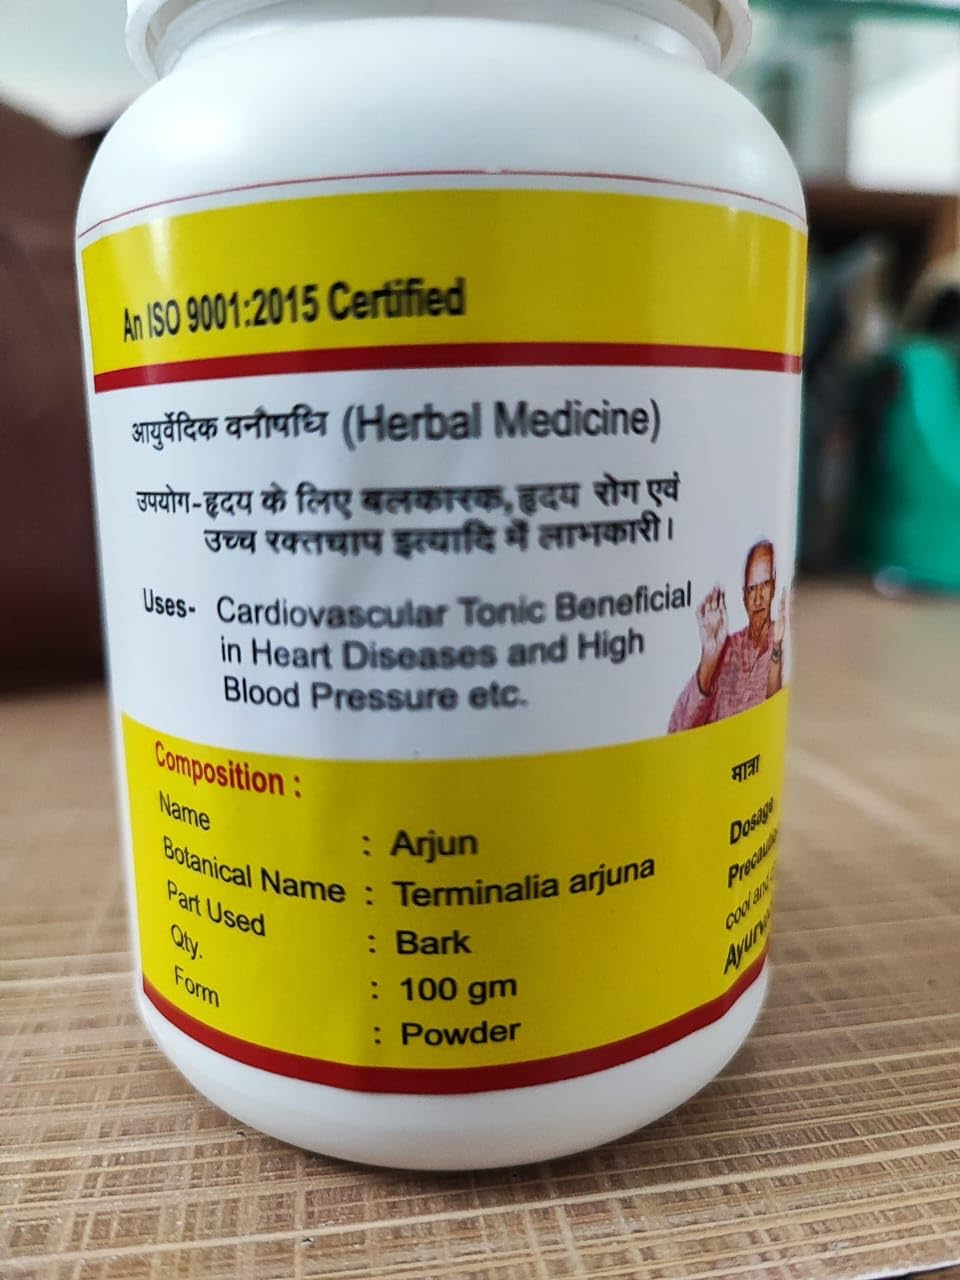 An ISO 9001:2015 Certified
आयुर्वेदिक वनौषधि (Herbal Medicine)
उपयोग-हृदय के लिए बलकारक, हृदय रोग एवं
उच्च रक्तचाप इत्यादि में लाभकारी।
Uses- Cardiovascular Tonic Beneficial
in Heart Diseases and High
Blood Pressure etc.
Composition :
Name : Arjun
Botanical Name : Terminalia arjuna
Part Used : Bark
Qty. : 100 gm
Form : Powder
मात्रा
Dosage
cool and